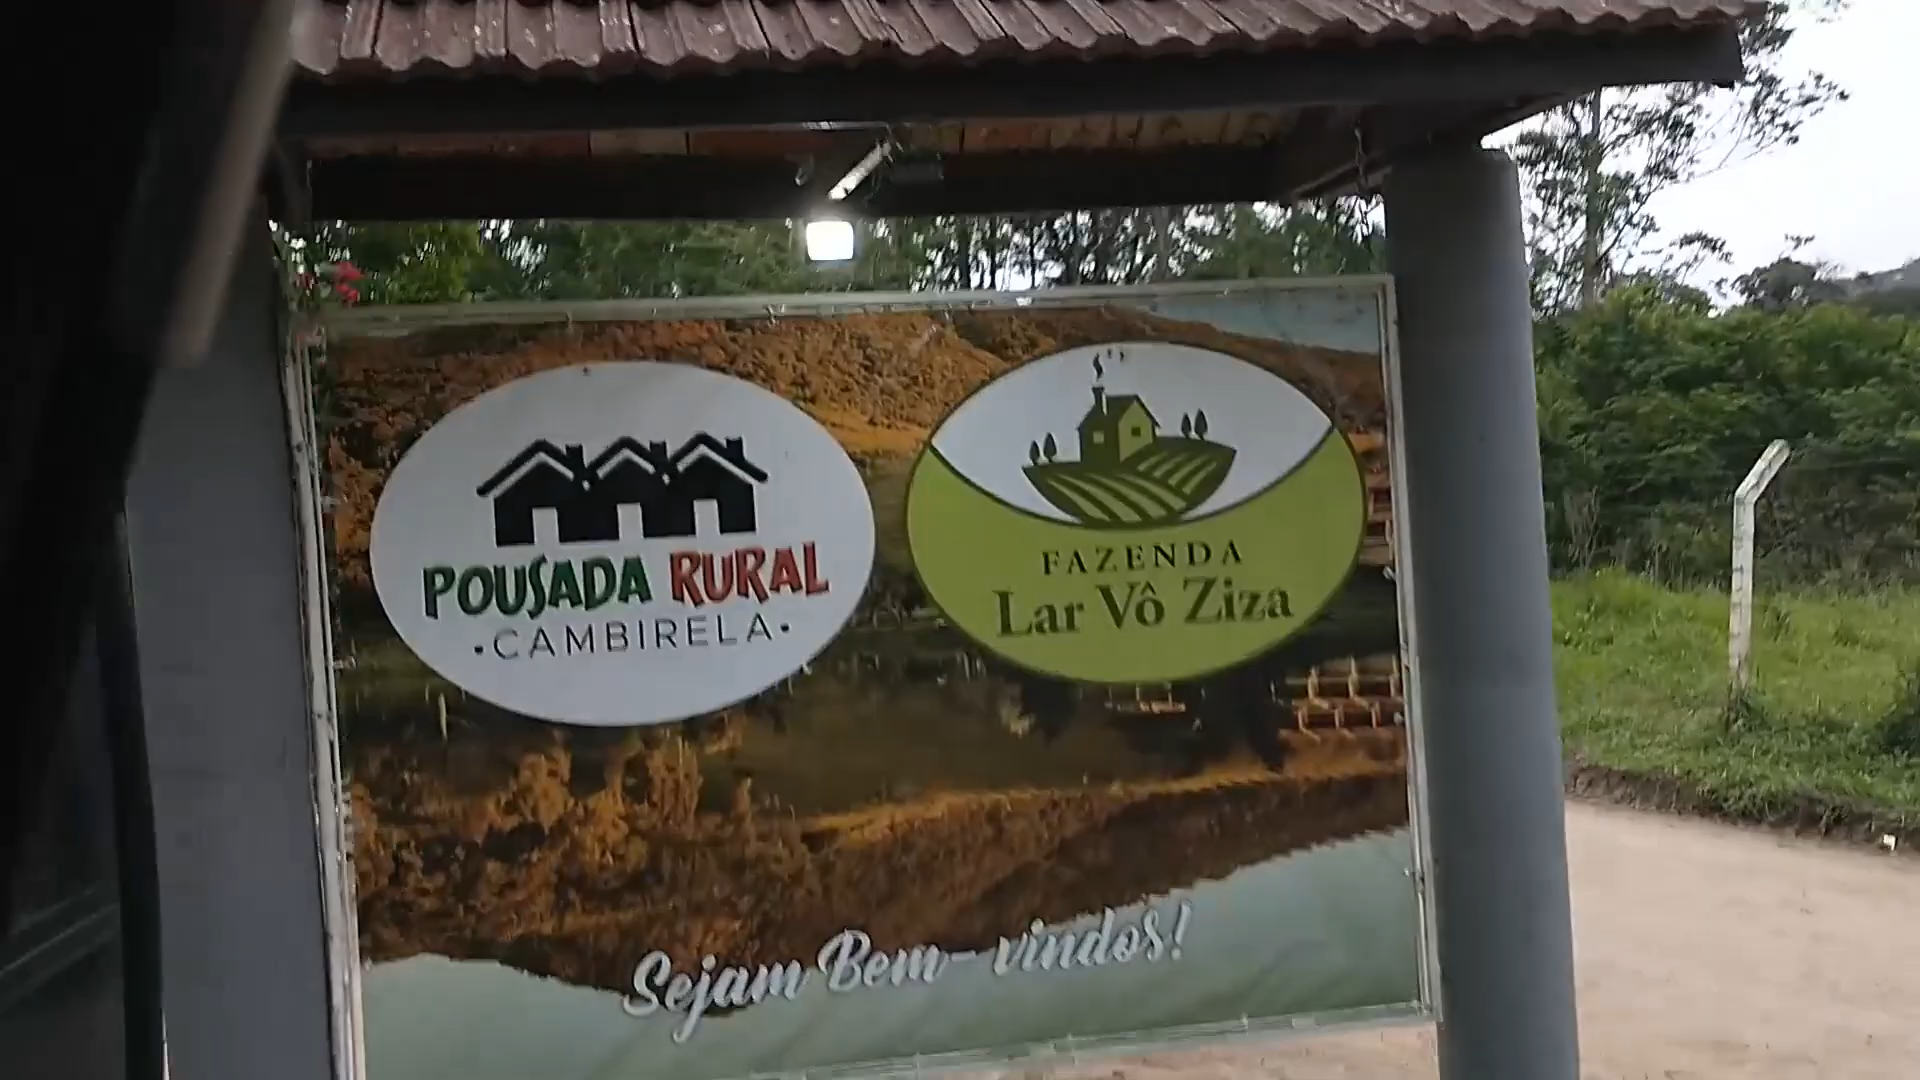 POUSADA RURAL
•CAMBIRELA•
FAZENDA
Lar Vô Ziza
Sejam Bem-vindos!